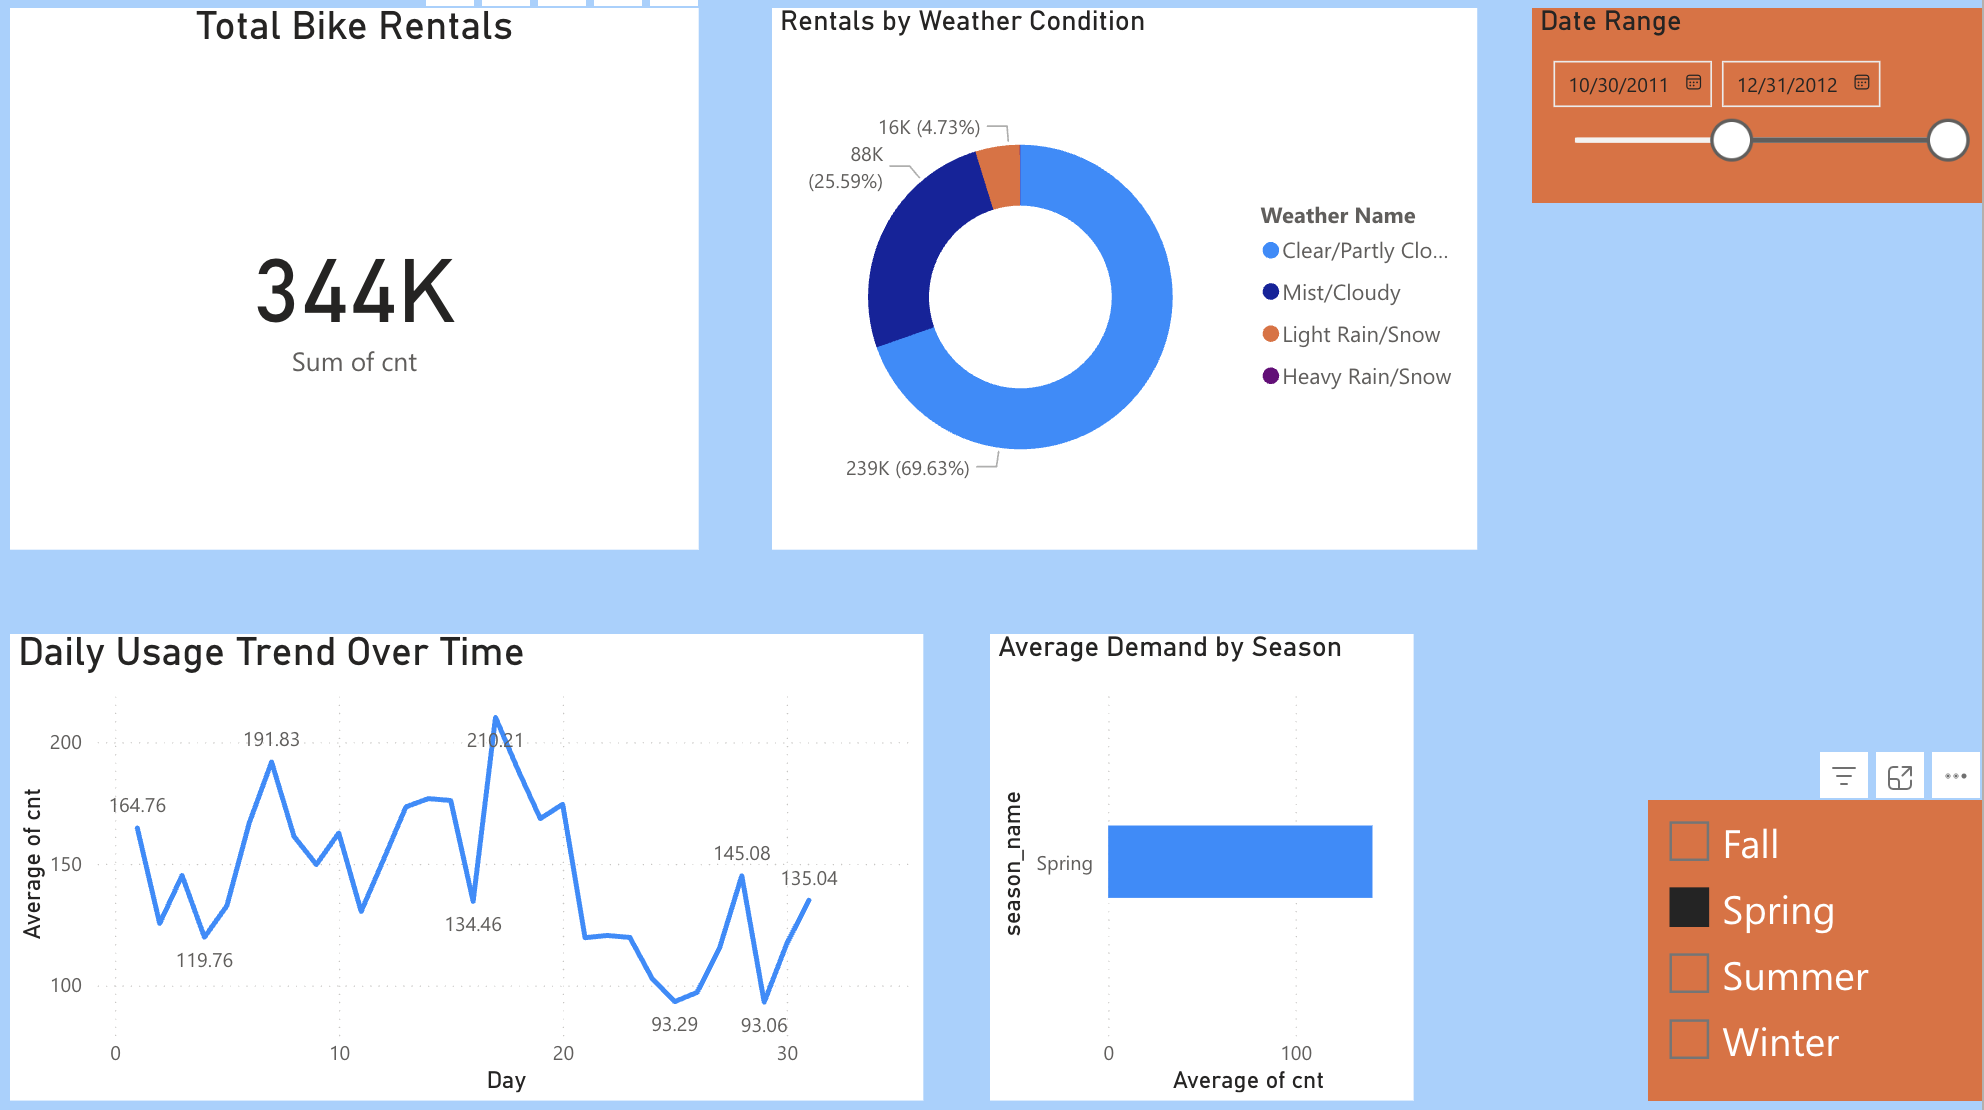 Total Bike Rentals
344K
Sum of cnt
Rentals by Weather Condition
16K (4.73%)
88K
(25.59%)
239K (69.63%)
Weather Name
Clear/Partly Clo...
Mist/Cloudy
Light Rain/Snow
Heavy Rain/Snow
Date Range
10/30/2011
12/31/2012
Daily Usage Trend Over Time
Average of cnt
200
150
100
164.76
119.76
191.83
134.46
210.21
93.29
145.08
93.06
135.04
0
10
20
30
Day
Average Demand by Season
season_name
Spring
0
100
Average of cnt
Fall
Spring
Summer
Winter